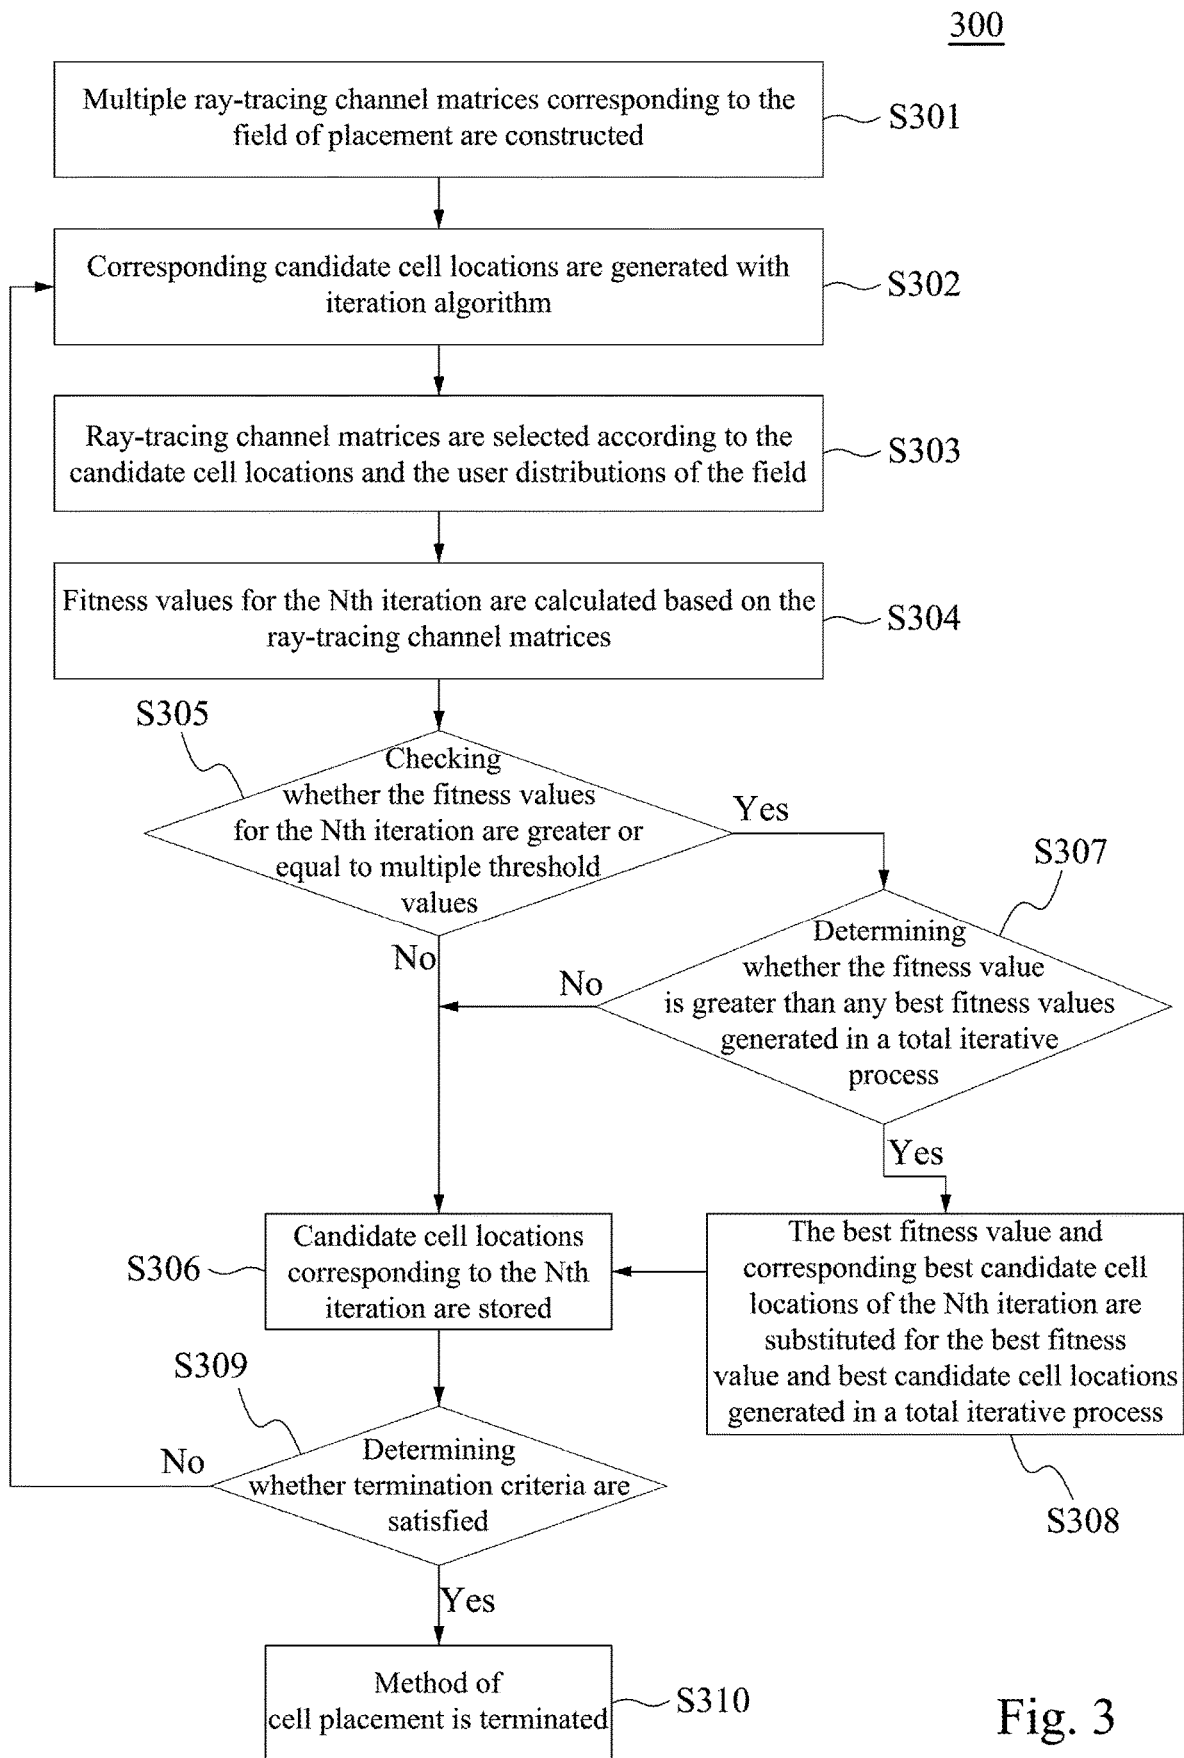 300
Multiple ray-tracing channel matrices corresponding to the
field of placement are constructed
S301
Corresponding candidate cell locations are generated with
iteration algorithm
S302
Ray-tracing channel matrices are selected according to the
candidate cell locations and the user distributions of the field
S303
Fitness values for the Nth iteration are calculated based on the
ray-tracing channel matrices
S304
S305
Checking
whether the fitness values
for the Nth iteration are greater or
equal to multiple threshold
values
Yes
No
S307
Determining
whether the fitness value
is greater than any best fitness values
generated in a total iterative
process
No
Yes
Candidate cell locations
corresponding to the Nth
iteration are stored
S306
The best fitness value and
corresponding best candidate cell
locations of the Nth iteration are
substituted for the best fitness
value and best candidate cell locations
generated in a total iterative process
S308
S309
Determining
whether termination criteria are
satisfied
No
Yes
Method of
cell placement is terminated
S310
Fig. 3